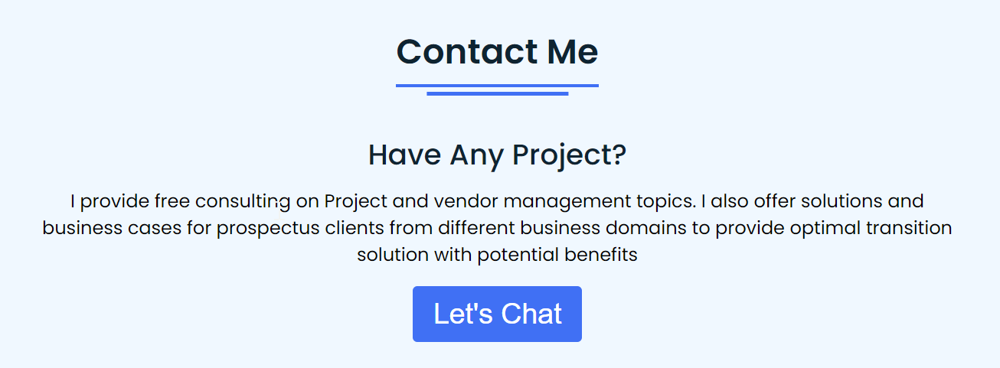 Contact Me
Have Any Project?
I provide free consulting on Project and vendor management topics. I also offer solutions and
business cases for prospectus clients from different business domains to provide optimal transition
solution with potential benefits
Let's Chat